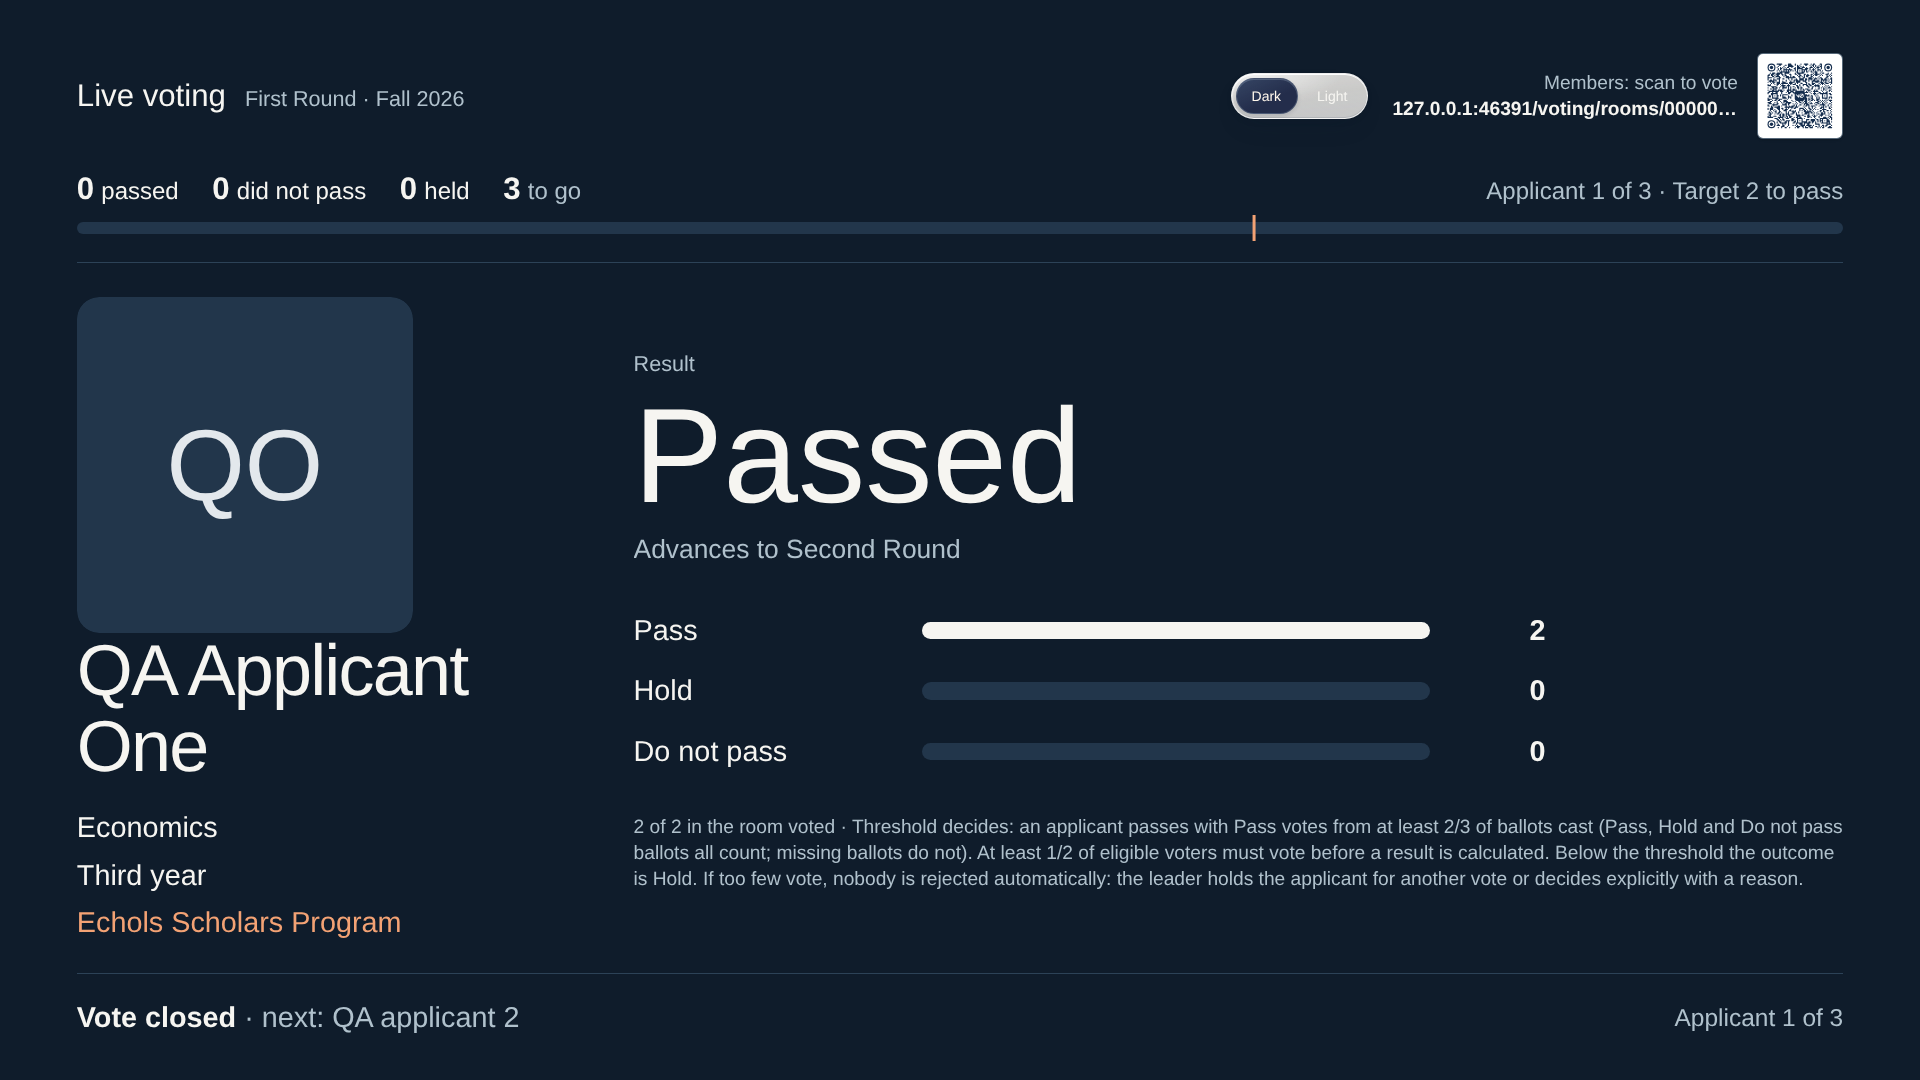 Live voting First Round · Fall 2026
Dark Light
Members: scan to vote
127.0.0.1:46391/voting/rooms/00000…
0 passed 0 did not pass 0 held 3 to go
Applicant 1 of 3 · Target 2 to pass
QO
QA Applicant
One
Economics
Third year
Echols Scholars Program
Result
Passed
Advances to Second Round
Pass 2
Hold 0
Do not pass 0
2 of 2 in the room voted · Threshold decides: an applicant passes with Pass votes from at least 2/3 of ballots cast (Pass, Hold and Do not pass
ballots all count; missing ballots do not). At least 1/2 of eligible voters must vote before a result is calculated. Below the threshold the outcome
is Hold. If too few vote, nobody is rejected automatically: the leader holds the applicant for another vote or decides explicitly with a reason.
Vote closed · next: QA applicant 2
Applicant 1 of 3